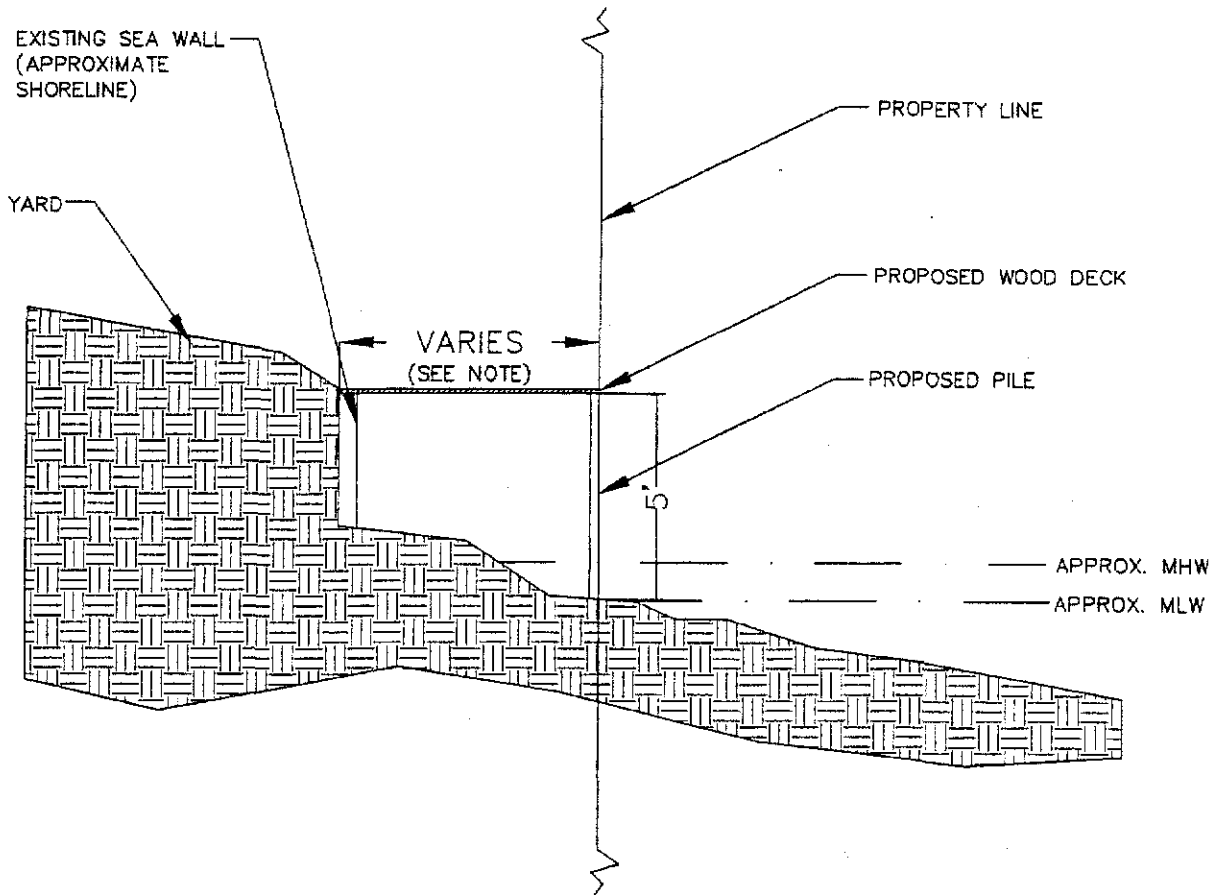 EXISTING SEA WALL
(APPROXIMATE
SHORELINE)
PROPERTY LINE
YARD
PROPOSED WOOD DECK
VARIES
(SEE NOTE)
PROPOSED PILE
5'
APPROX. MHW
APPROX. MLW